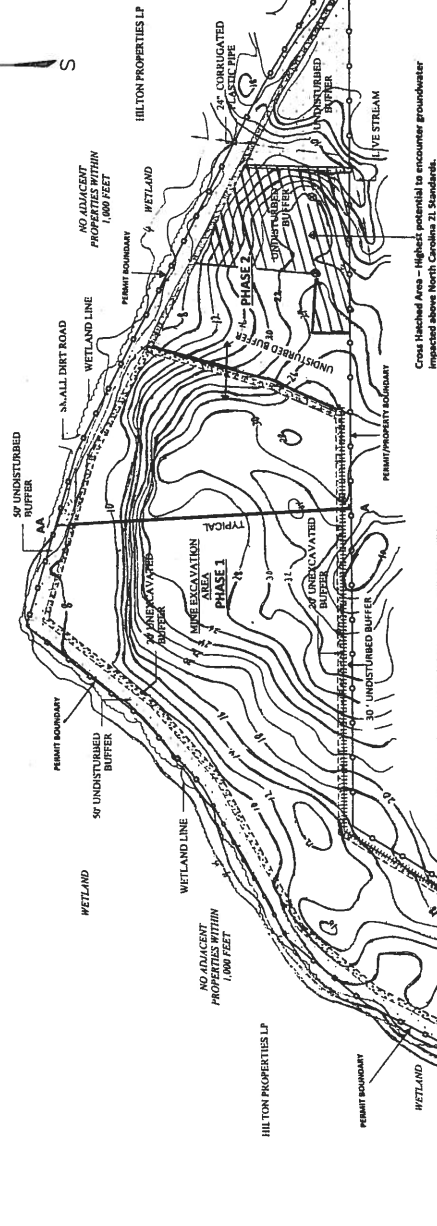 S
HILTON PROPERTIES LP
24" CORRUGATED
PLASTIC PIPE
UNDISTURBED
BUFFER
LIVE STREAM
Cross Hatched Area – Highest potential to encounter groundwater
impacted above North Carolina 2L Standards.
NO ADJACENT
PROPERTIES WITHIN
1,000 FEET
WETLAND
PERMIT BOUNDARY
PHASE 2
UNDISTURBED
BUFFER
UNDISTURBED BUFFER
PERMIT/PROPERTY BOUNDARY
SMALL DIRT ROAD
WETLAND LINE
50' UNDISTURBED
BUFFER
AA
TYPICAL
A
MINE EXCAVATION
AREA
PHASE 1
UNEXCAVATED
BUFFER
20' UNEXCAVATED
BUFFER
30' UNDISTURBED BUFFER
PERMIT BOUNDARY
50' UNDISTURBED
BUFFER
WETLAND
WETLAND LINE
NO ADJACENT
PROPERTIES WITHIN
1,000 FEET
HILTON PROPERTIES LP
PERMIT BOUNDARY
WETLAND